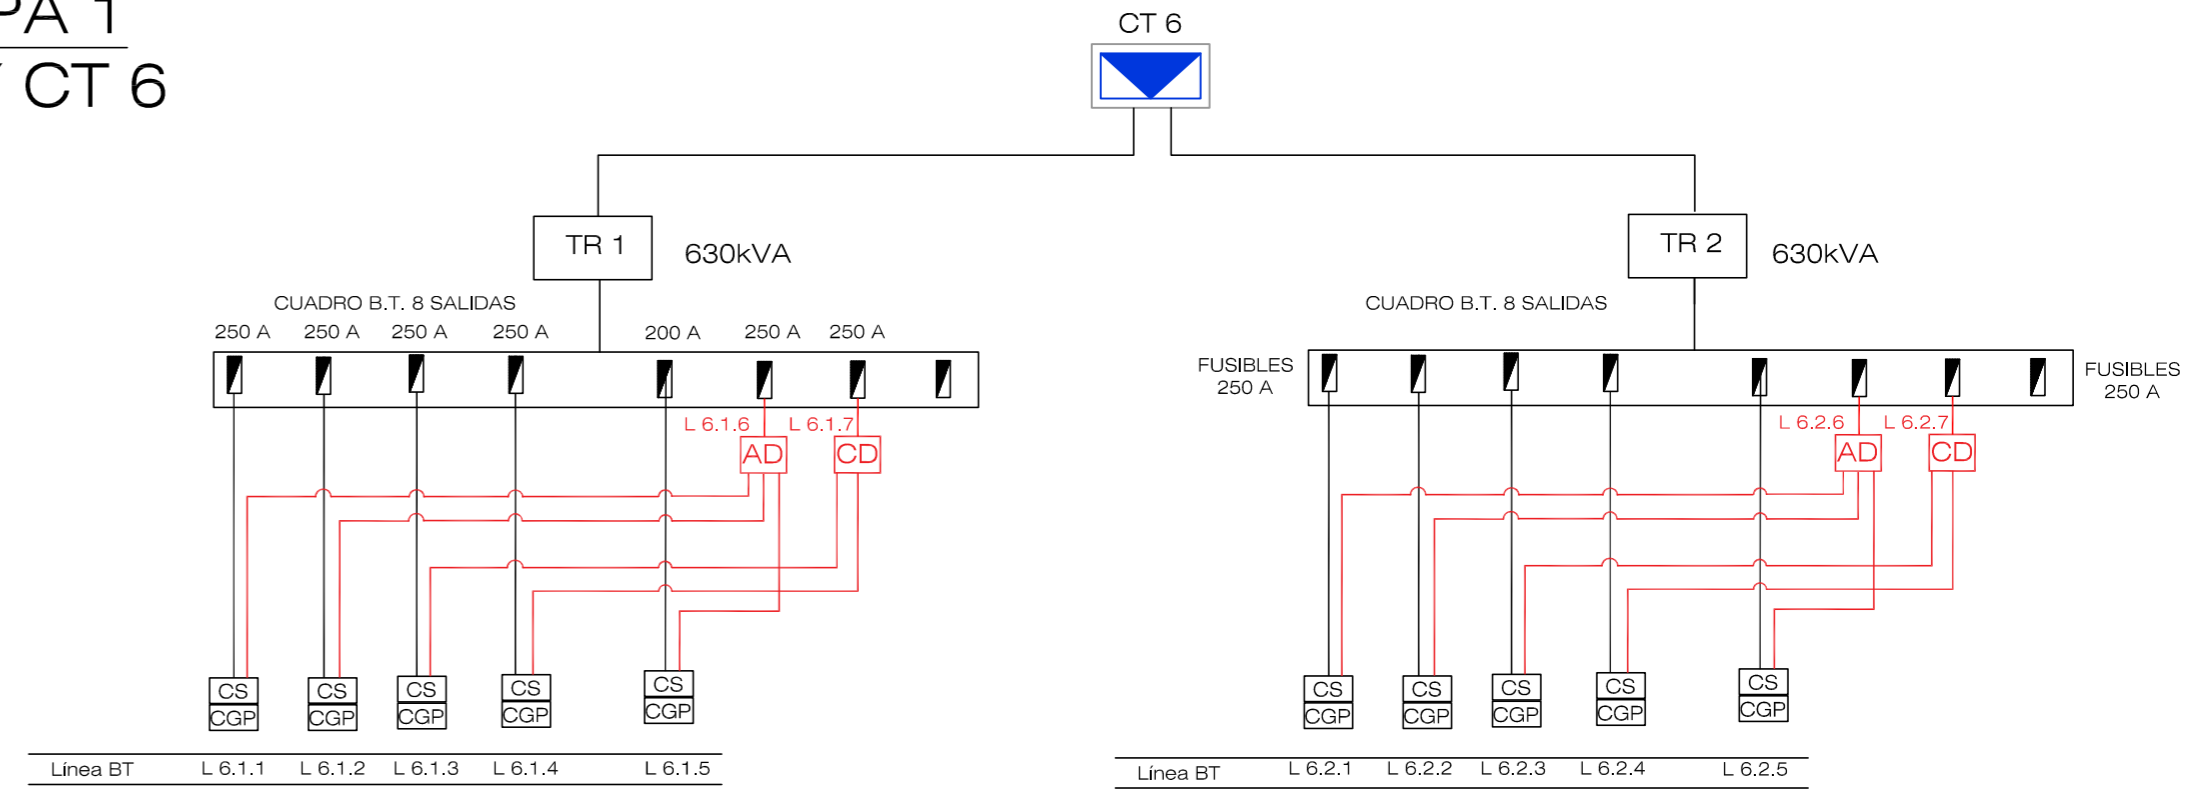 PA 1
CT 6
CT 6
TR 1
630kVA
TR 2
630kVA
CUADRO B.T. 8 SALIDAS
250 A 250 A 250 A 250 A 200 A 250 A 250 A
CUADRO B.T. 8 SALIDAS
FUSIBLES
250 A
FUSIBLES
250 A
L 6.1.6 L 6.1.7
AD CD
L 6.2.6 L 6.2.7
AD CD
CS CS CS CS CS
CGP CGP CGP CGP CGP
CS CS CS CS CS
CGP CGP CGP CGP CGP
Línea BT L 6.1.1 L 6.1.2 L 6.1.3 L 6.1.4 L 6.1.5
Línea BT L 6.2.1 L 6.2.2 L 6.2.3 L 6.2.4 L 6.2.5